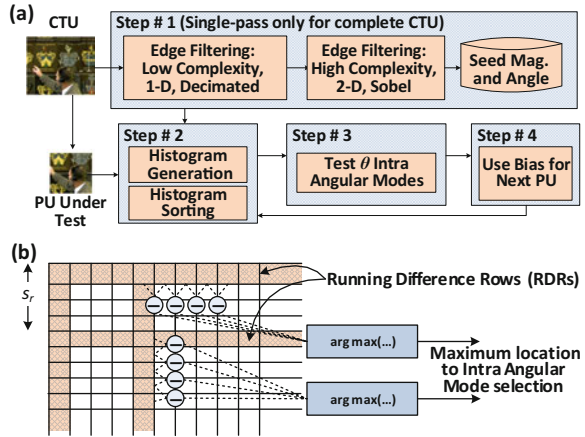 (a)
CTU
Step # 1 (Single-pass only for complete CTU)
Edge Filtering:
Low Complexity,
1-D, Decimated
Edge Filtering:
High Complexity,
2-D, Sobel
Seed Mag.
and Angle
PU Under
Test
Step # 2
Histogram
Generation
Histogram
Sorting
Step # 3
Test θ Intra
Angular Modes
Step # 4
Use Bias for
Next PU
(b)
Sr
Running Difference Rows (RDRs)
arg max(...)
arg max(...)
Maximum location
to Intra Angular
Mode selection